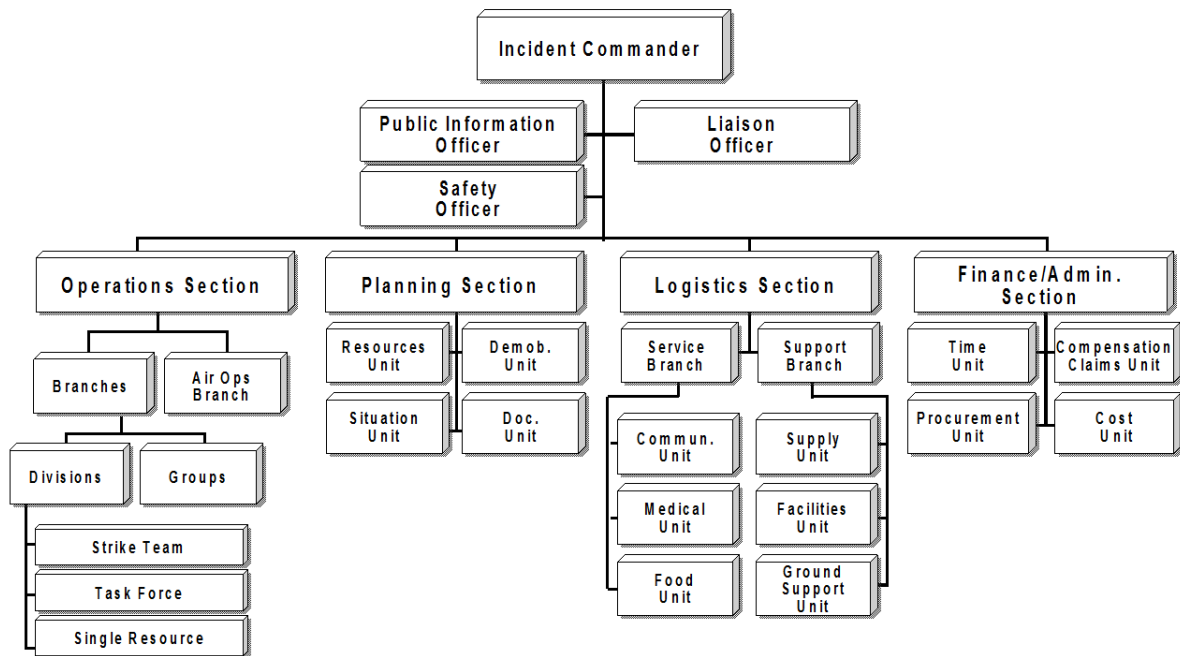 Incident Commander
Public Information
Officer
Liaison
Officer
Safety
Officer
Operations Section
Planning Section
Logistics Section
Finance/Admin.
Section
Branches
Air Ops
Branch
Divisions
Groups
Strike Team
Task Force
Single Resource
Resources
Unit
Demob.
Unit
Situation
Unit
Doc.
Unit
Service
Branch
Support
Branch
Commun.
Unit
Supply
Unit
Medical
Unit
Facilities
Unit
Food
Unit
Ground
Support
Unit
Time
Unit
Compensation
Claims Unit
Procurement
Unit
Cost
Unit